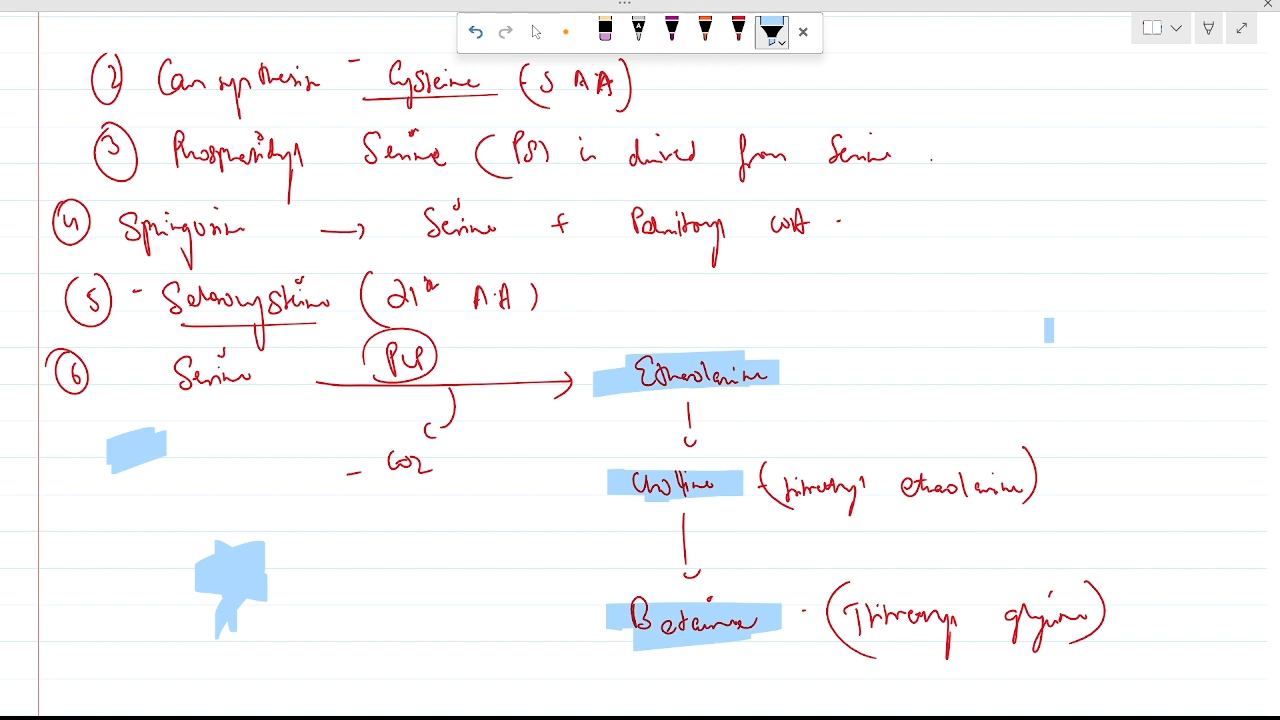 ② Can synthesis - Cysteine (S AA)
③ Phosphatidyl Serine (PS) is derived from Serine.
④ Sphingosine → Serine + Palmitoyl CoA.
⑤ - Selenocysteine (21st A.A)
⑥ Serine PLP → Ethanolamine
- CO2
Choline (trimethyl ethanolamine)
Betaine (Trimethyl glycine)